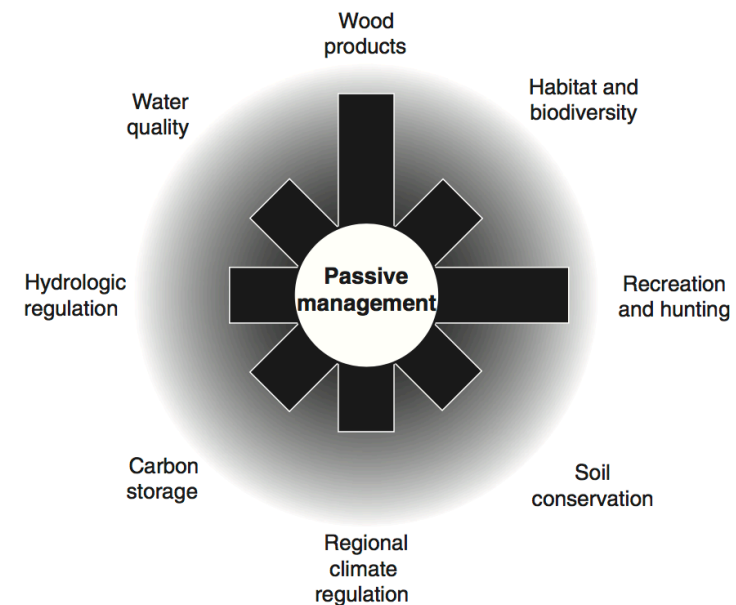 Wood
products
Habitat and
biodiversity
Water
quality
Passive
management
Hydrologic
regulation
Recreation
and hunting
Carbon
storage
Soil
conservation
Regional
climate
regulation